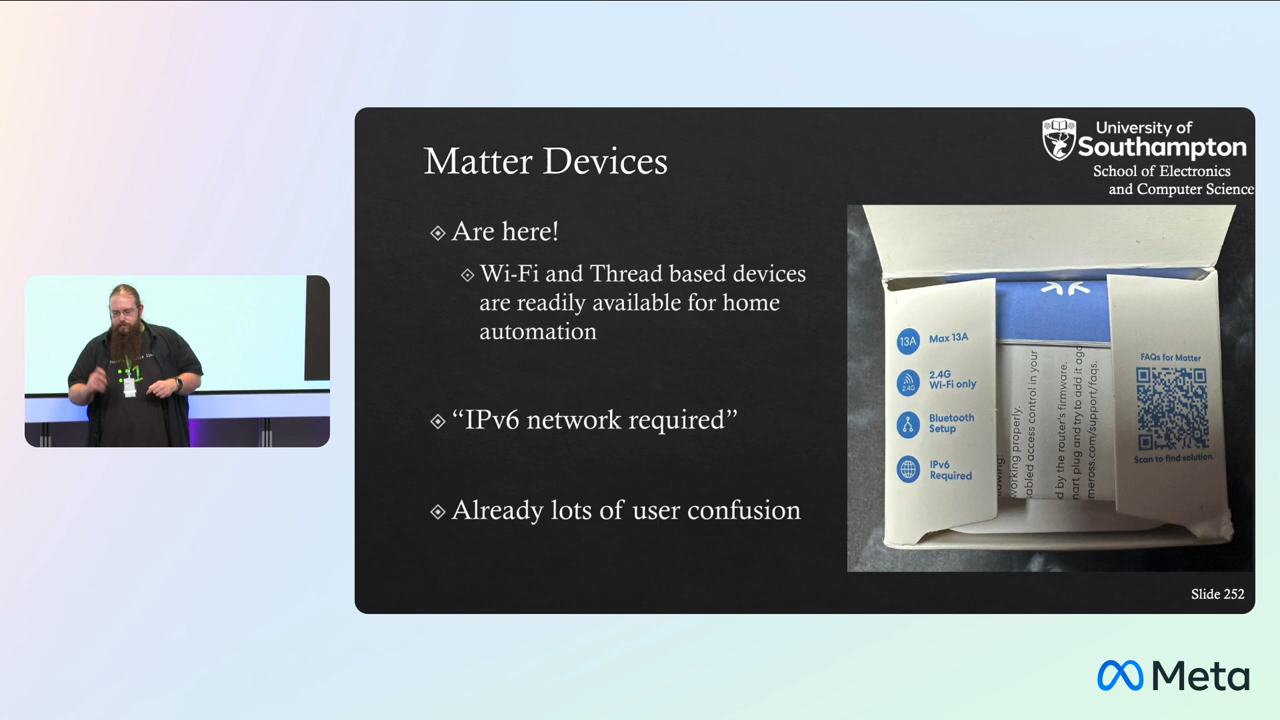 University of
Southampton
School of Electronics
and Computer Science
Matter Devices
Are here!
Wi-Fi and Thread based devices
are readily available for home
automation
“IPv6 network required”
Already lots of user confusion
13A
Max 13A
2.4G
2.4G
Wi-Fi only
Bluetooth
Setup
IPv6
Required
working properly.
abled access control in your
d by the router's firmware.
mart plug and try to add it aga
meross.com/support/faqs.
FAQs for Matter
Scan to find solution.
Slide 252
Meta